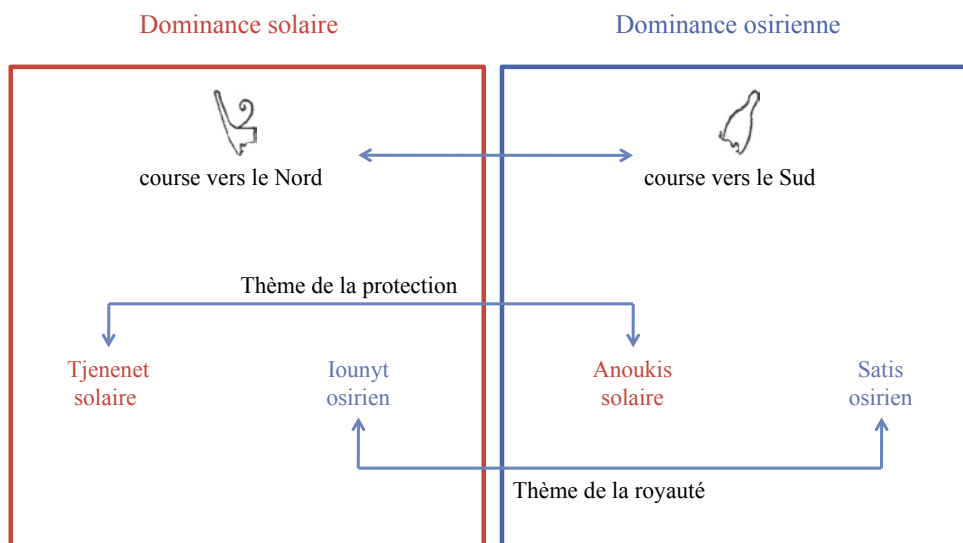 Dominance solaire
Dominance osirienne
course vers le Nord
course vers le Sud
Thème de la protection
Tjenenet
solaire
Iounyt
osirien
Anoukis
solaire
Satis
osirien
Thème de la royauté